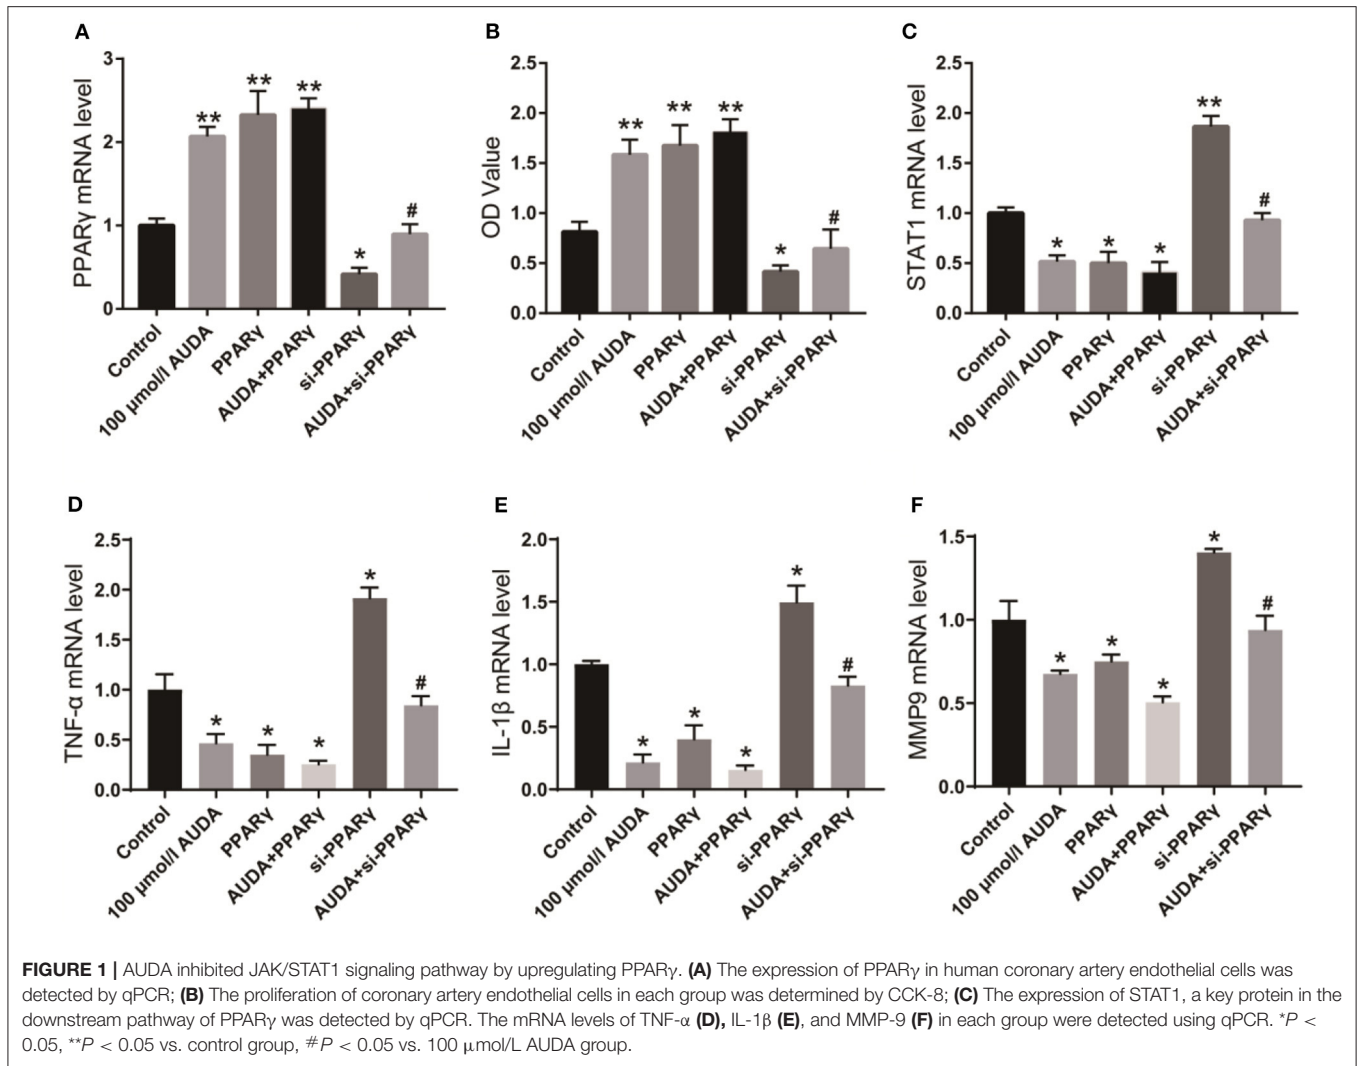 A
PPARγ mRNA level
3
2
1
0
**
**
**
*
#
Control
100 µmol/l AUDA
PPARγ
AUDA+PPARγ
si-PPARγ
AUDA+si-PPARγ
B
OD Value
2.5
2.0
1.5
1.0
0.5
0.0
**
**
**
*
#
Control
100 µmol/l AUDA
PPARγ
AUDA+PPARγ
si-PPARγ
AUDA+si-PPARγ
C
STAT1 mRNA level
2.5
2.0
1.5
1.0
0.5
0.0
*
*
*
**
#
Control
100 µmol/l AUDA
PPARγ
AUDA+PPARγ
si-PPARγ
AUDA+si-PPARγ
D
TNF-α mRNA level
2.5
2.0
1.5
1.0
0.5
0.0
*
*
*
*
#
Control
100 µmol/l AUDA
PPARγ
AUDA+PPARγ
si-PPARγ
AUDA+si-PPARγ
E
IL-1β mRNA level
2.0
1.5
1.0
0.5
0.0
*
*
*
*
#
Control
100 µmol/l AUDA
PPARγ
AUDA+PPARγ
si-PPARγ
AUDA+si-PPARγ
F
MMP9 mRNA level
1.5
1.0
0.5
0.0
*
*
*
*
#
Control
100 µmol/l AUDA
PPARγ
AUDA+PPARγ
si-PPARγ
AUDA+si-PPARγ
FIGURE 1 | AUDA inhibited JAK/STAT1 signaling pathway by upregulating PPARγ. (A) The expression of PPARγ in human coronary artery endothelial cells was
detected by qPCR; (B) The proliferation of coronary artery endothelial cells in each group was determined by CCK-8; (C) The expression of STAT1, a key protein in the
downstream pathway of PPARγ was detected by qPCR. The mRNA levels of TNF-α (D), IL-1β (E), and MMP-9 (F) in each group were detected using qPCR. *P <
0.05, **P < 0.05 vs. control group, #P < 0.05 vs. 100 µmol/L AUDA group.